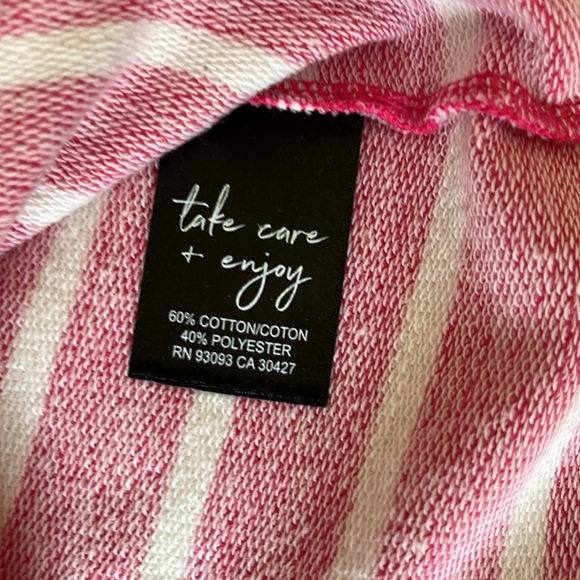 take care
+ enjoy
60% COTTON/COTON
40% POLYESTER
RN 93093 CA 30427